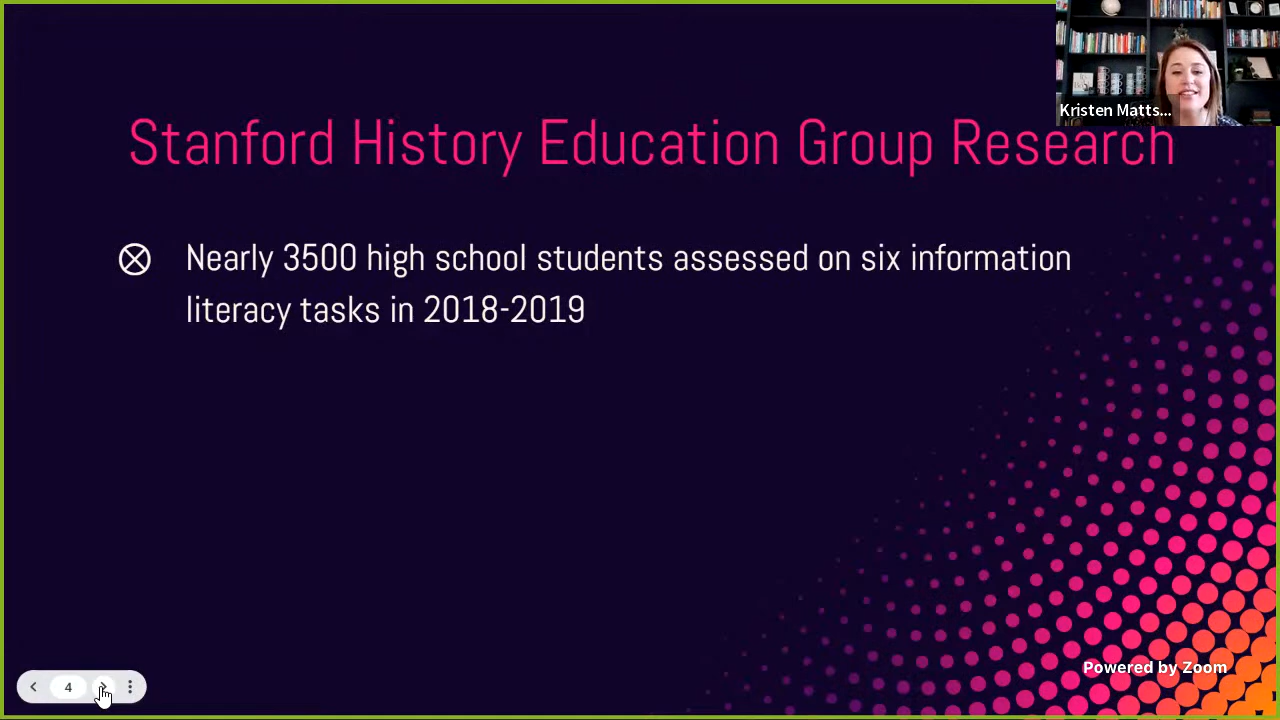 Kristen Matts...
Stanford History Education Group Research
Nearly 3500 high school students assessed on six information
literacy tasks in 2018-2019
4
Powered by Zoom